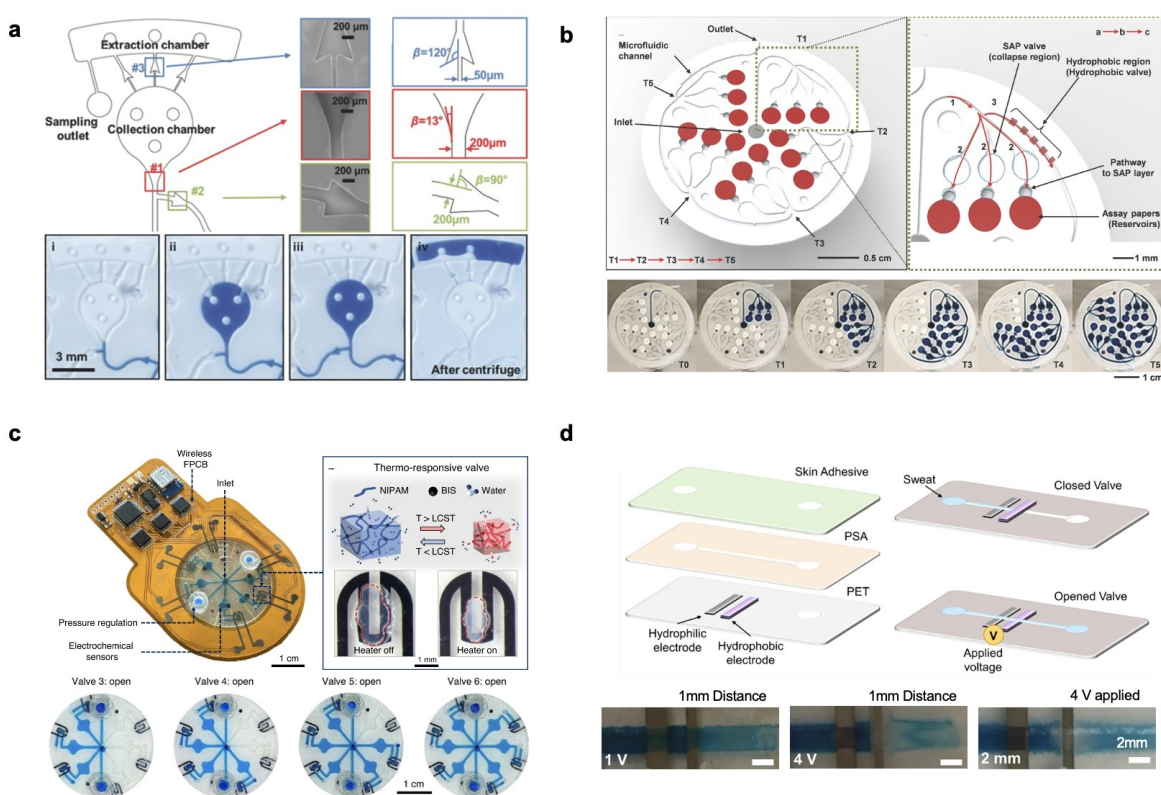 a
Extraction chamber
#3
Sampling
outlet
Collection chamber
#1
#2
200 µm
200 µm
200 µm
β=120°
50µm
β=13°
200µm
β=90°
200µm
i
ii
iii
iv
3 mm
After centrifuge
b
Outlet
T1
Microfluidic
channel
T5
Inlet
T2
T4
T3
T1 → T2 → T3 → T4 → T5
0.5 cm
a → b → c
SAP valve
(collapse region)
Hydrophobic region
(Hydrophobic valve)
1
3
2
2
2
Pathway
to SAP layer
Assay papers
(Reservoirs)
1 mm
T0
T1
T2
T3
T4
T5
1 cm
c
Wireless
FPCB
Inlet
Pressure regulation
Electrochemical
sensors
1 cm
Thermo-responsive valve
NIPAM
BIS
Water
T > LCST
T < LCST
Heater off
Heater on
1 mm
Valve 3: open
Valve 4: open
Valve 5: open
Valve 6: open
1 cm
d
Skin Adhesive
PSA
PET
Hydrophilic
electrode
Hydrophobic
electrode
Sweat
Closed Valve
Opened Valve
V
Applied
voltage
1mm Distance
1 V
1mm Distance
4 V
4 V applied
2mm
2 mm